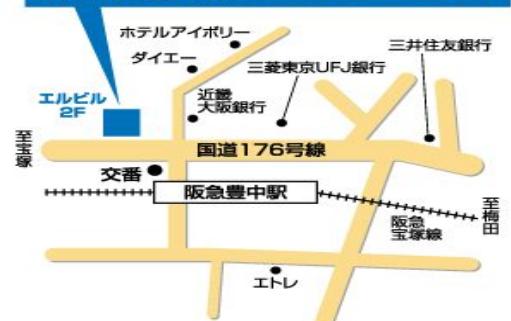 ホテルアイボリー
ダイエー
三井住友銀行
三菱東京UFJ銀行
近畿
大阪銀行
エルビル
2F
至宝塚
国道176号線
交番
阪急豊中駅
至梅田
阪急
宝塚線
エトレ